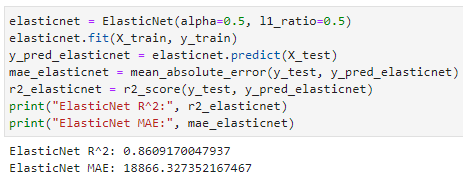 elasticnet = ElasticNet(alpha=0.5, l1_ratio=0.5)
elasticnet.fit(X_train, y_train)
y_pred_elasticnet = elasticnet.predict(X_test)
mae_elasticnet = mean_absolute_error(y_test, y_pred_elasticnet)
r2_elasticnet = r2_score(y_test, y_pred_elasticnet)
print("ElasticNet R^2:", r2_elasticnet)
print("ElasticNet MAE:", mae_elasticnet)
ElasticNet R^2: 0.8609170047937
ElasticNet MAE: 18866.327352167467